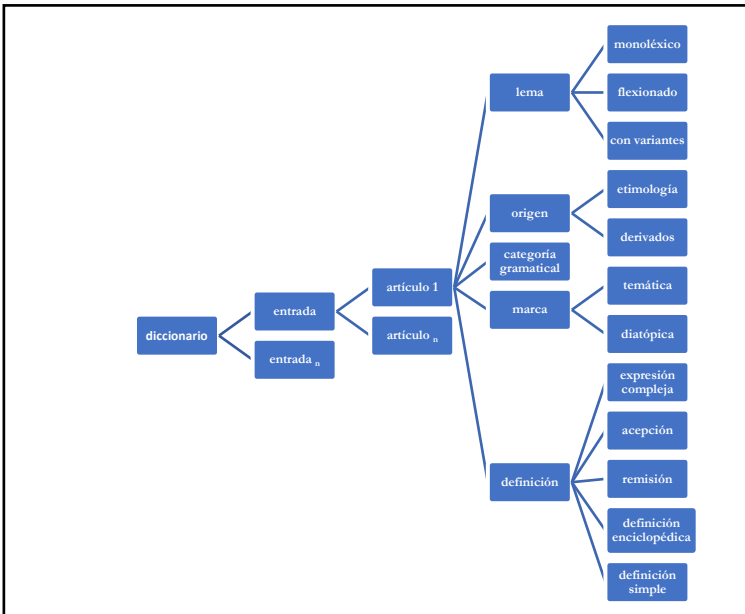 diccionario
entrada
entrada n
artículo 1
artículo n
lema
monoléxico
flexionado
con variantes
origen
etimología
derivados
categoría
gramatical
marca
temática
diatópica
definición
expresión
compleja
acepción
remisión
definición
enciclopédica
definición
simple